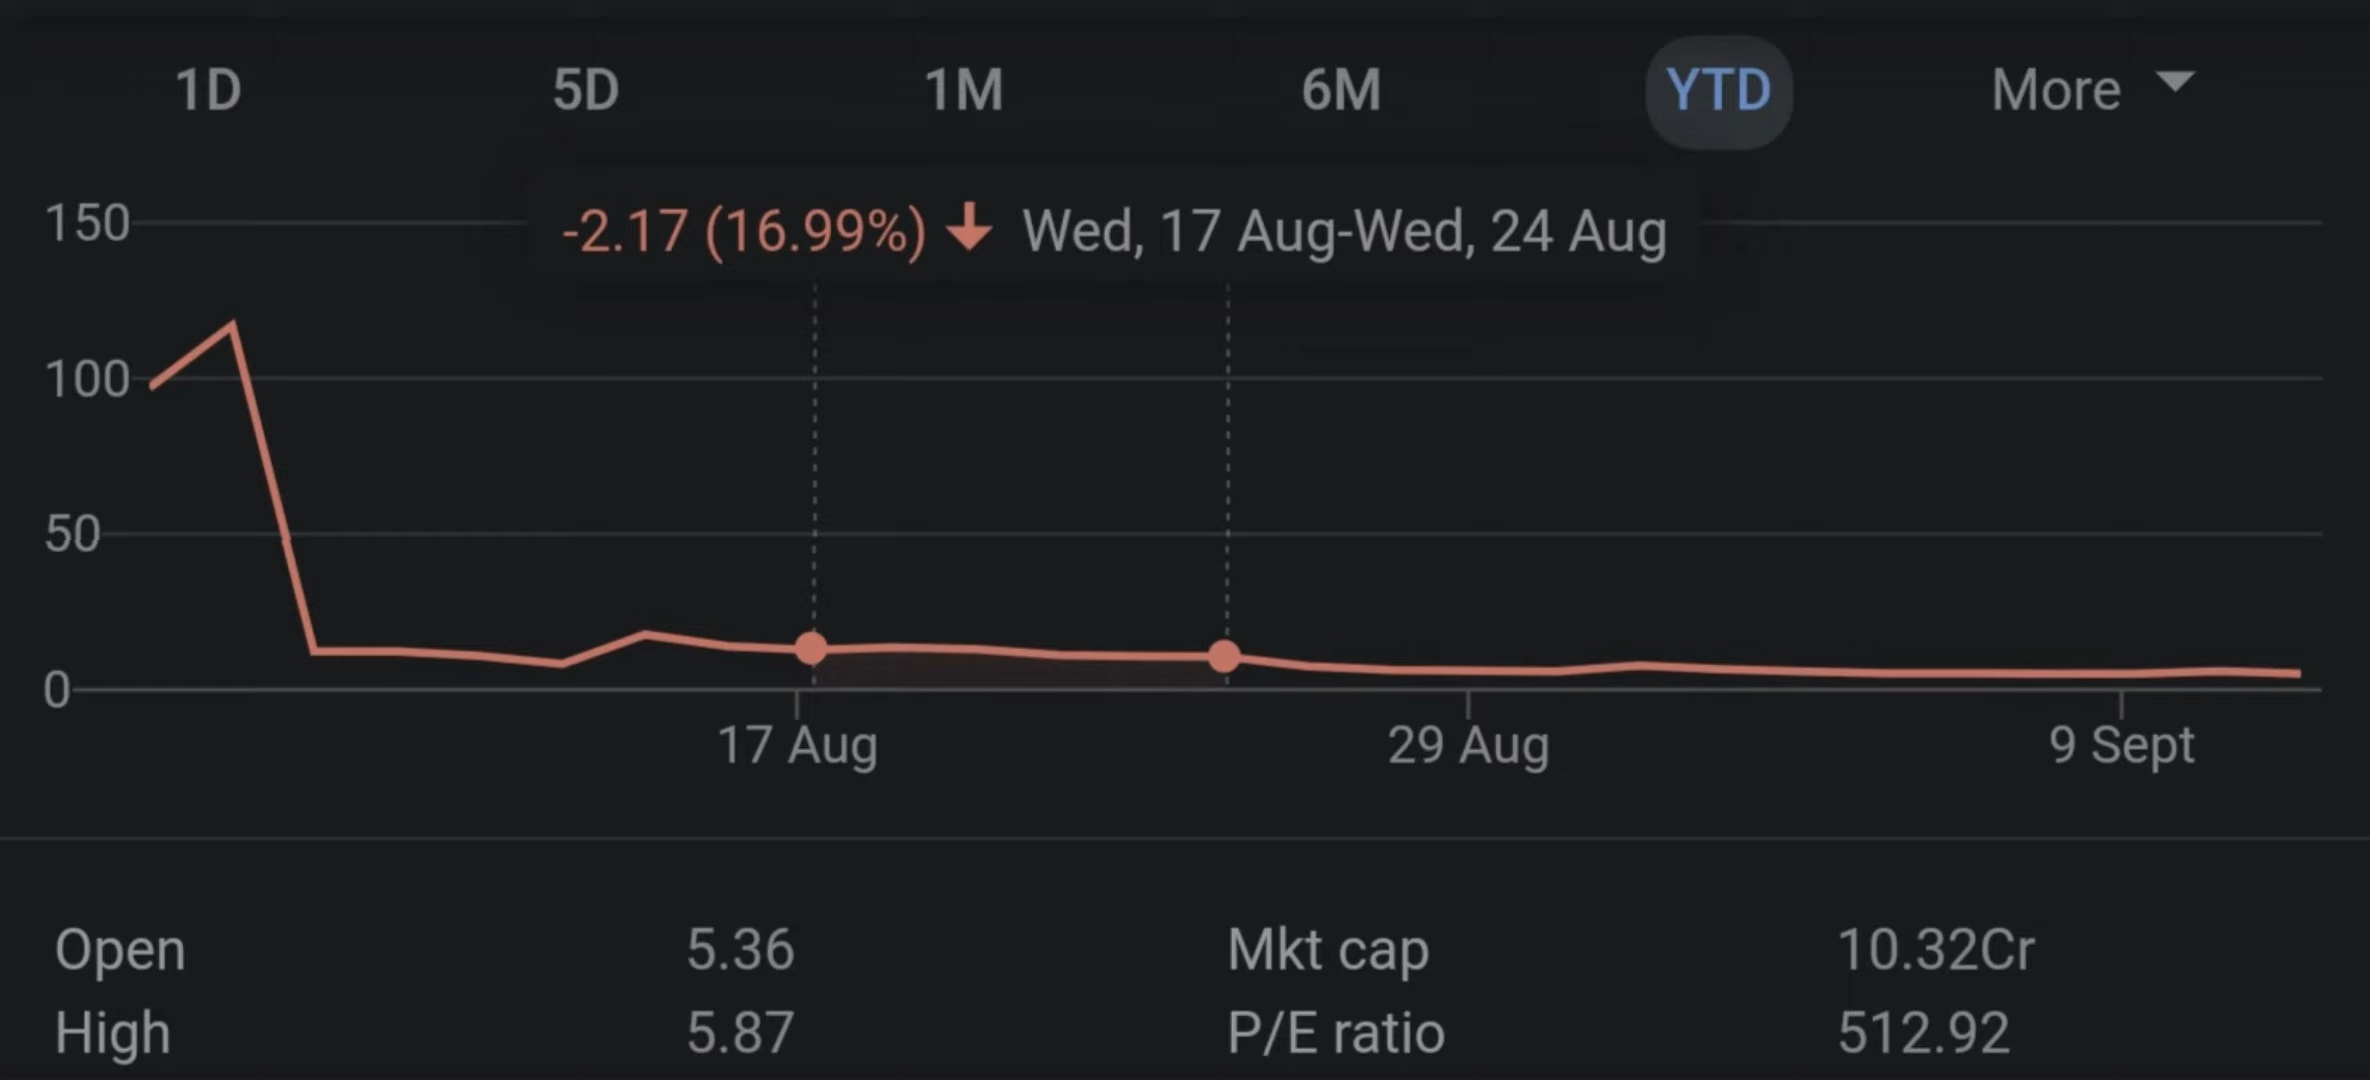 1D 5D 1M 6M YTD More
-2.17 (16.99%) Wed, 17 Aug-Wed, 24 Aug
150
100
50
0
17 Aug 29 Aug 9 Sept
Open 5.36 Mkt cap 10.32Cr
High 5.87 P/E ratio 512.92